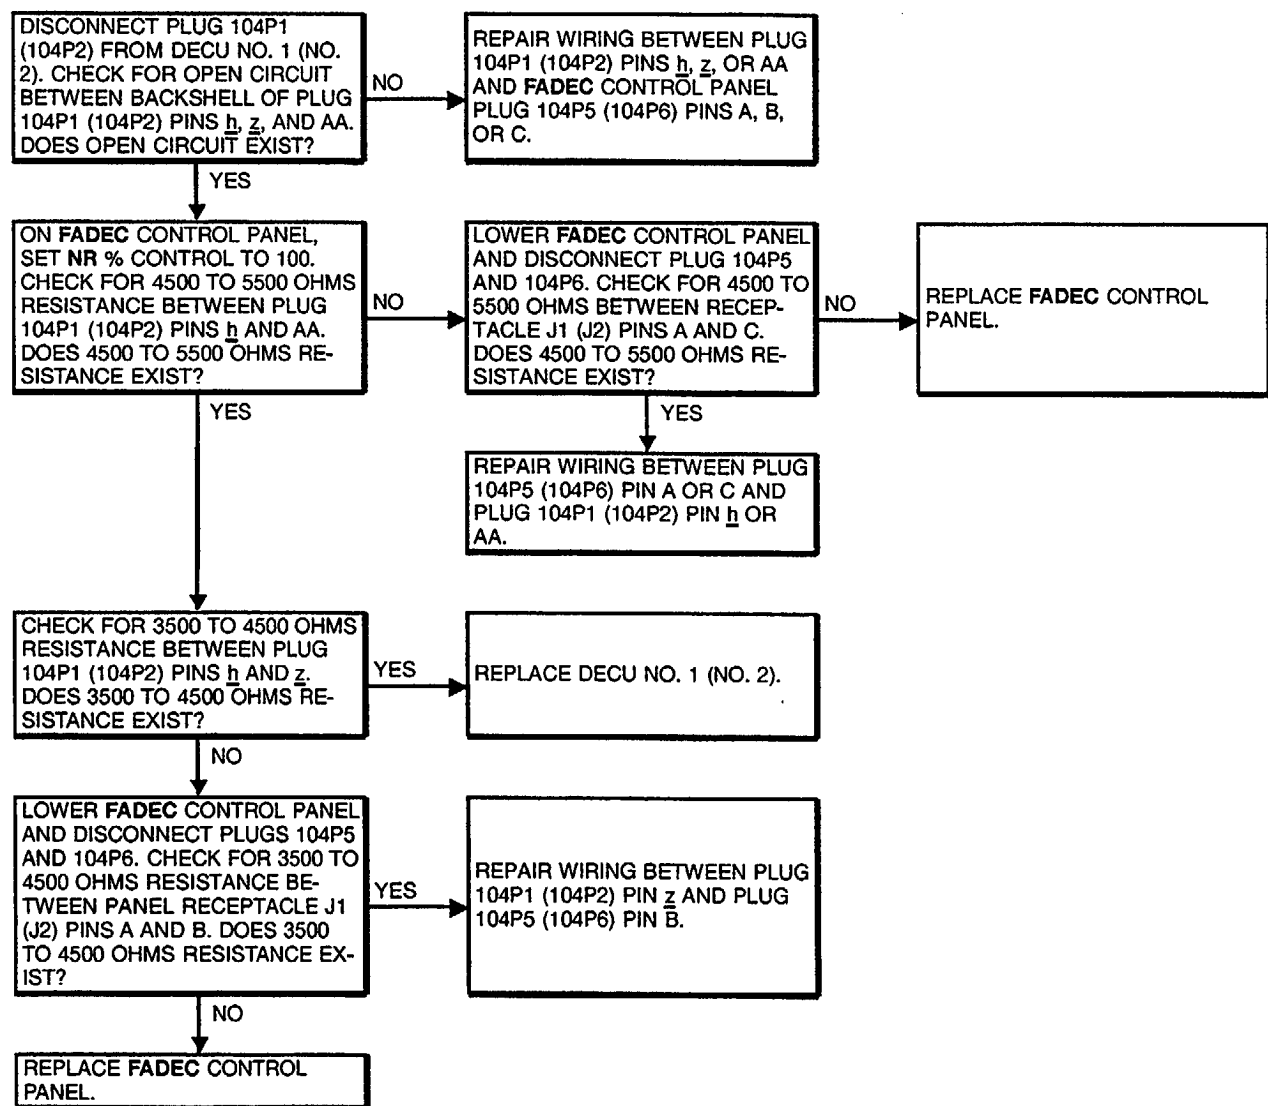 DISCONNECT PLUG 104P1
(104P2) FROM DECU NO. 1 (NO.
2). CHECK FOR OPEN CIRCUIT
BETWEEN BACKSHELL OF PLUG
104P1 (104P2) PINS h, z, AND AA.
DOES OPEN CIRCUIT EXIST?
NO
REPAIR WIRING BETWEEN PLUG
104P1 (104P2) PINS h, z, OR AA
AND FADEC CONTROL PANEL
PLUG 104P5 (104P6) PINS A, B,
OR C.
YES
ON FADEC CONTROL PANEL,
SET NR % CONTROL TO 100.
CHECK FOR 4500 TO 5500 OHMS
RESISTANCE BETWEEN PLUG
104P1 (104P2) PINS h AND AA.
DOES 4500 TO 5500 OHMS RE-
SISTANCE EXIST?
NO
LOWER FADEC CONTROL PANEL
AND DISCONNECT PLUG 104P5
AND 104P6. CHECK FOR 4500 TO
5500 OHMS BETWEEN RECEP-
TACLE J1 (J2) PINS A AND C.
DOES 4500 TO 5500 OHMS RE-
SISTANCE EXIST?
NO
REPLACE FADEC CONTROL
PANEL.
YES
YES
REPAIR WIRING BETWEEN PLUG
104P5 (104P6) PIN A OR C AND
PLUG 104P1 (104P2) PIN h OR
AA.
CHECK FOR 3500 TO 4500 OHMS
RESISTANCE BETWEEN PLUG
104P1 (104P2) PINS h AND z.
DOES 3500 TO 4500 OHMS RE-
SISTANCE EXIST?
YES
REPLACE DECU NO. 1 (NO. 2).
NO
LOWER FADEC CONTROL PANEL
AND DISCONNECT PLUGS 104P5
AND 104P6. CHECK FOR 3500 TO
4500 OHMS RESISTANCE BE-
TWEEN PANEL RECEPTACLE J1
(J2) PINS A AND B. DOES 3500
TO 4500 OHMS RESISTANCE EX-
IST?
YES
REPAIR WIRING BETWEEN PLUG
104P1 (104P2) PIN z AND PLUG
104P5 (104P6) PIN B.
NO
REPLACE FADEC CONTROL
PANEL.